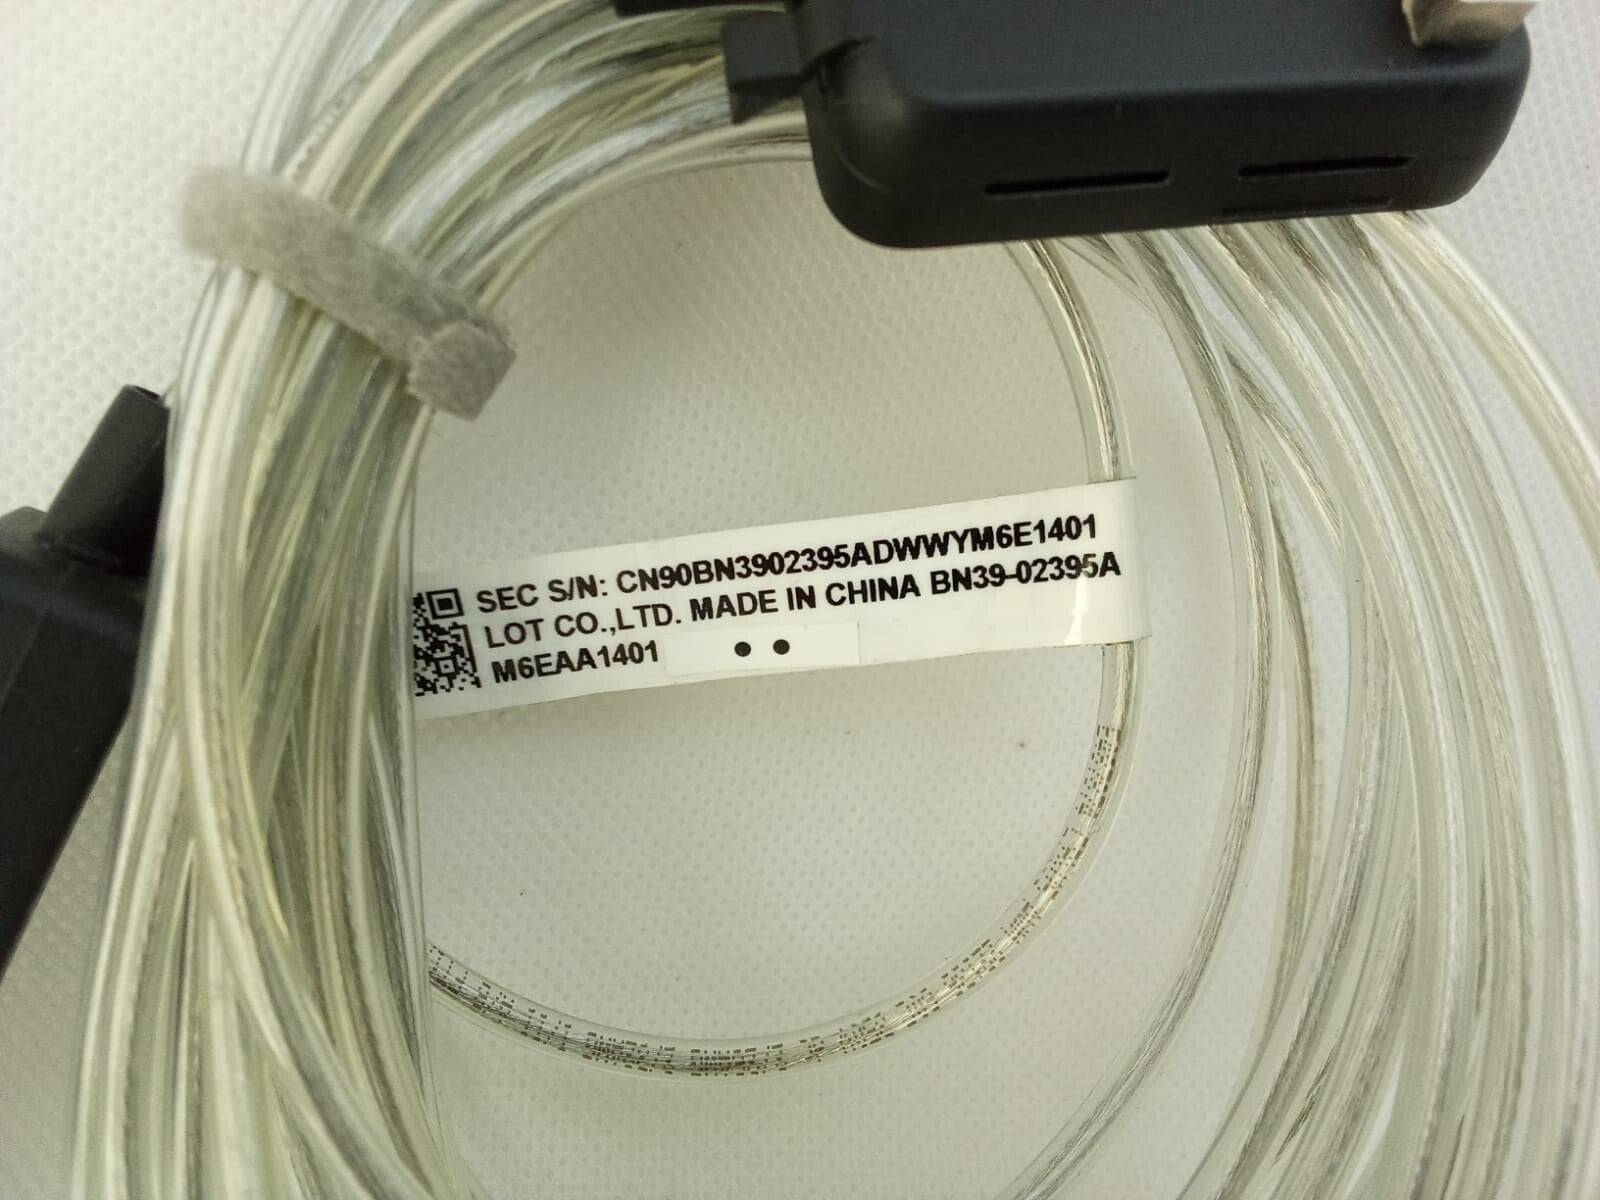 SEC S/N: CN90BN3902395ADWWYM6E1401
LOT CO.,LTD. MADE IN CHINA BN39-02395A
M6EAA1401